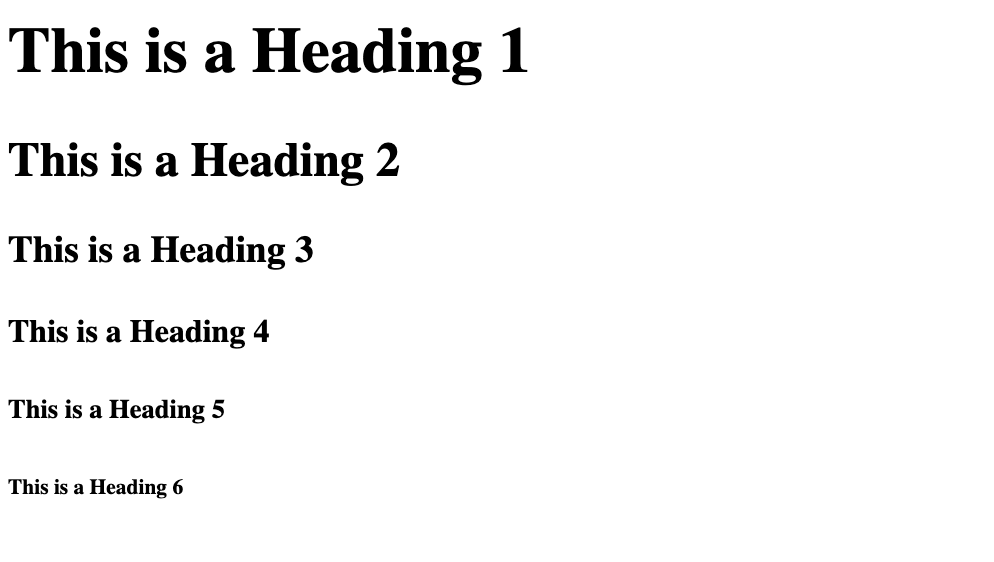 This is a Heading 1
This is a Heading 2
This is a Heading 3
This is a Heading 4
This is a Heading 5
This is a Heading 6